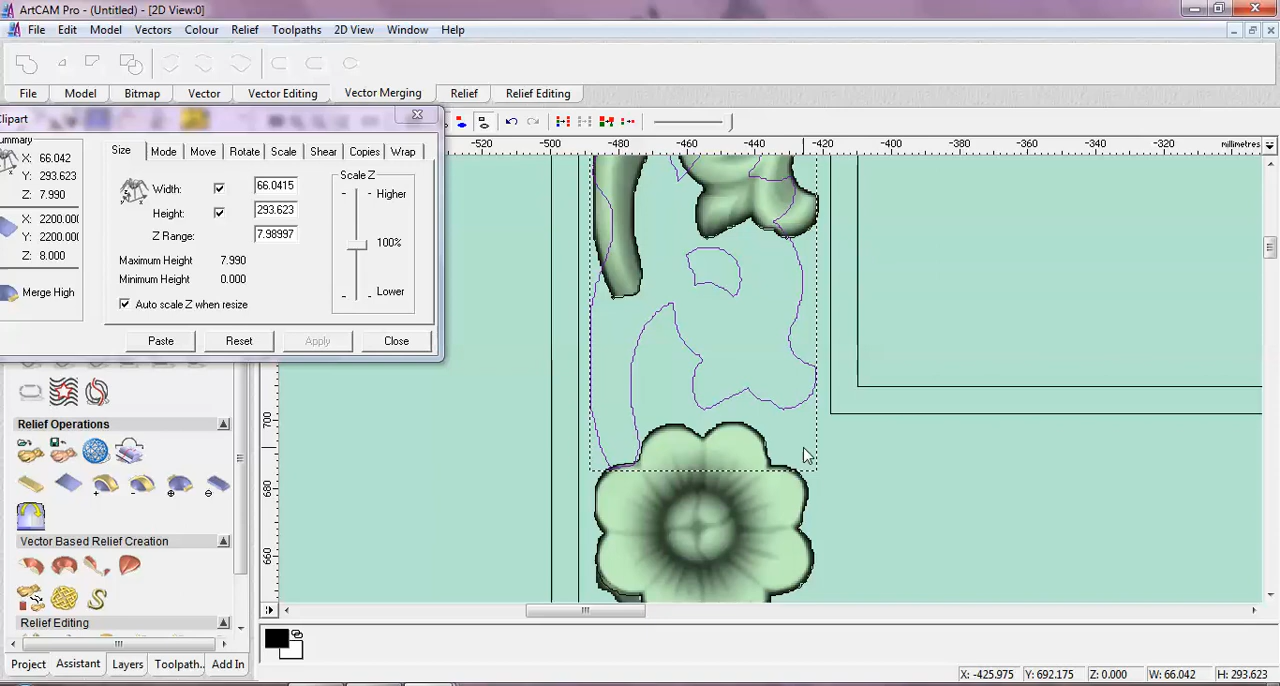 ArtCAM Pro - (Untitled) - [2D View:0]
File Edit Model Vectors Colour Relief Toolpaths 2D View Window Help
File Model Bitmap Vector Vector Editing Vector Merging Relief Relief Editing
Clipart
Summary
X: 66.042
Y: 293.623
Z: 7.990
X: 2200.00
Y: 2200.00
Z: 8.000
Merge High
Size Mode Move Rotate Scale Shear Copies Wrap
Width: 66.0415
Height: 293.623
Z Range: 7.98997
Maximum Height 7.990
Minimum Height 0.000
Auto scale Z when resize
Scale Z
Higher
100%
Lower
Paste Reset Apply Close
-520 -500 -480 -460 -440 -420 -400 -380 -360 -340 -320 millimetres
700
680
660
Relief Operations
Vector Based Relief Creation
Relief Editing
Project Assistant Layers Toolpath.. Add In
X: -425.975 Y: 692.175 Z: 0.000 W: 66.042 H: 293.623